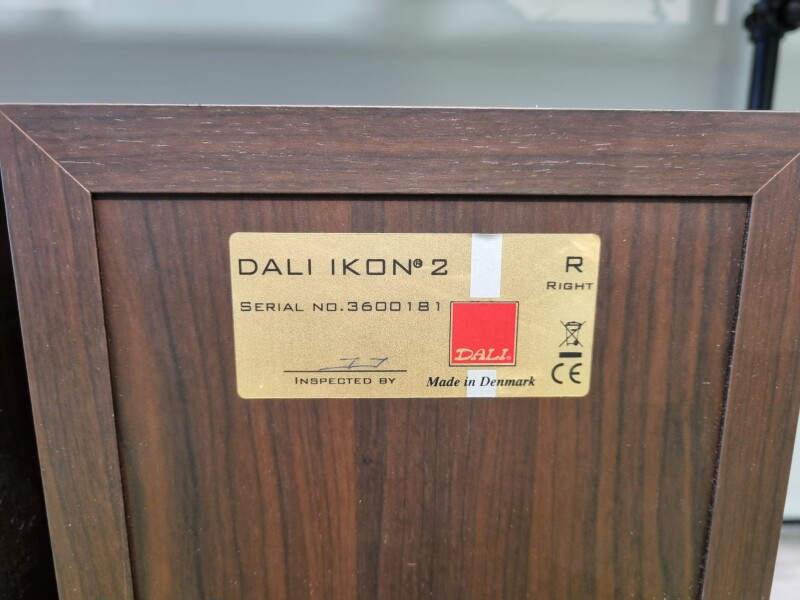 DALI IKON® 2
R
RIGHT
SERIAL NO.3600181
DALI®
INSPECTED BY
Made in Denmark
CE